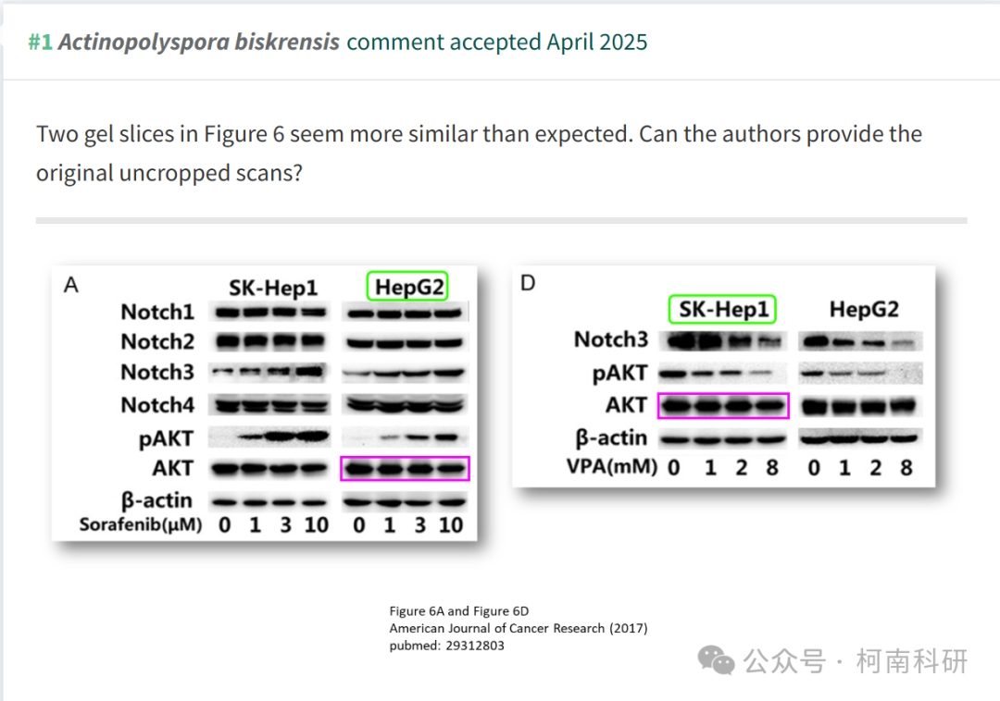 #1 Actinopolyspora biskrensis comment accepted April 2025
Two gel slices in Figure 6 seem more similar than expected. Can the authors provide the
original uncropped scans?
A
SK-Hep1 HepG2
Notch1
Notch2
Notch3
Notch4
pAKT
AKT
β-actin
Sorafenib(μM) 0 1 3 10 0 1 3 10
D
SK-Hep1 HepG2
Notch3
pAKT
AKT
β-actin
VPA(mM) 0 1 2 8 0 1 2 8
Figure 6A and Figure 6D
American Journal of Cancer Research (2017)
pubmed: 29312803
公众号 · 柯南科研